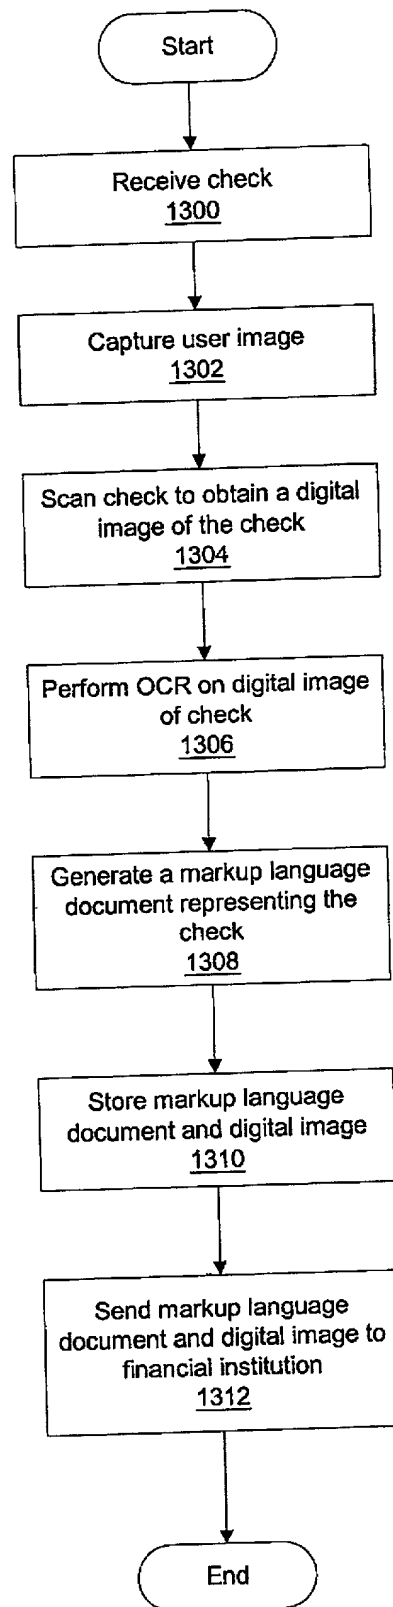 Start
Receive check
1300
Capture user image
1302
Scan check to obtain a digital
image of the check
1304
Perform OCR on digital image
of check
1306
Generate a markup language
document representing the
check
1308
Store markup language
document and digital image
1310
Send markup language
document and digital image to
financial institution
1312
End